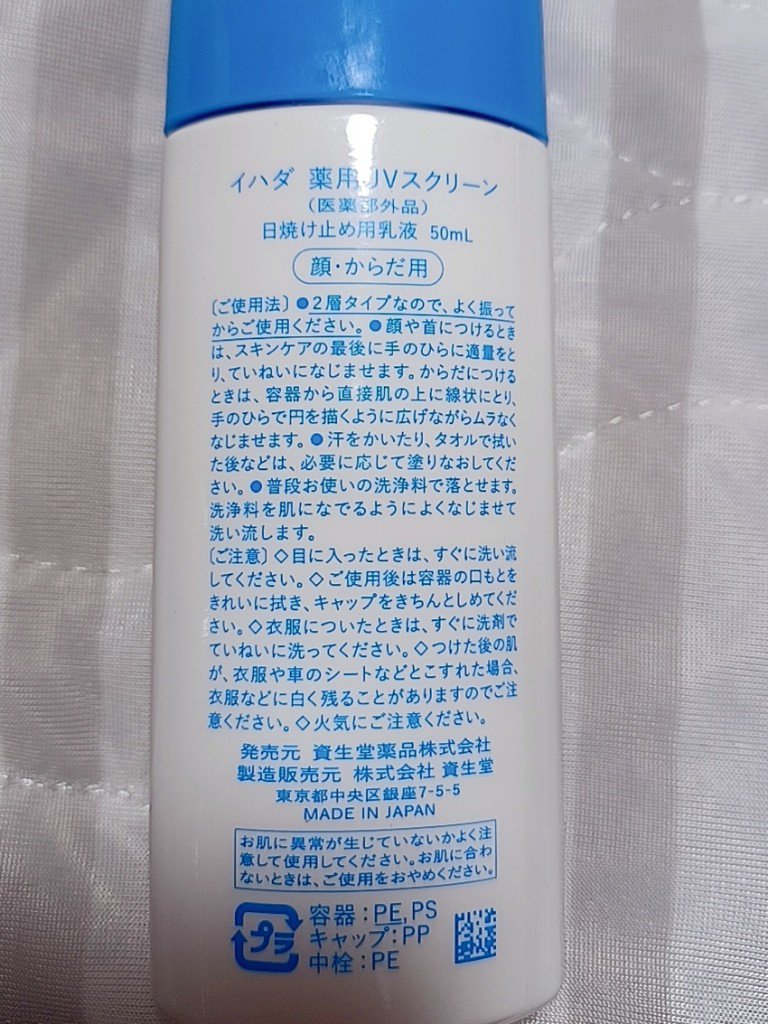 イハダ 薬用UVスクリーン
（医薬部外品）
日焼け止め用乳液 50mL
顔・からだ用
〔ご使用法〕●2層タイプなので、よく振って
からご使用ください。●顔や首につけるとき
は、スキンケアの最後に手のひらに適量をと
り、ていねいになじませます。からだにつける
ときは、容器から直接肌の上に線状にとり、
手のひらで円を描くように広げながらムラなく
なじませます。●汗をかいたり、タオルで拭い
た後などは、必要に応じて塗りなおしてくだ
さい。●普段お使いの洗浄料で落とせます。
洗浄料を肌になでるようによくなじませて
洗い流します。
〔ご注意〕◇目に入ったときは、すぐに洗い流
してください。◇ご使用後は容器の口もとを
きれいに拭き、キャップをきちんとしめてくだ
さい。◇衣服についたときは、すぐに洗剤で
ていねいに洗ってください。◇つけた後の肌
が、衣服や車のシートなどとこすれた場合、
衣服などに白く残ることがありますのでご注
意ください。◇火気にご注意ください。
発売元 資生堂薬品株式会社
製造販売元 株式会社 資生堂
東京都中央区銀座7-5-5
MADE IN JAPAN
お肌に異常が生じていないかよく注
意して使用してください。お肌に合わ
ないときは、ご使用をおやめください。
プラ
容器：PE,PS
キャップ：PP
中栓：PE